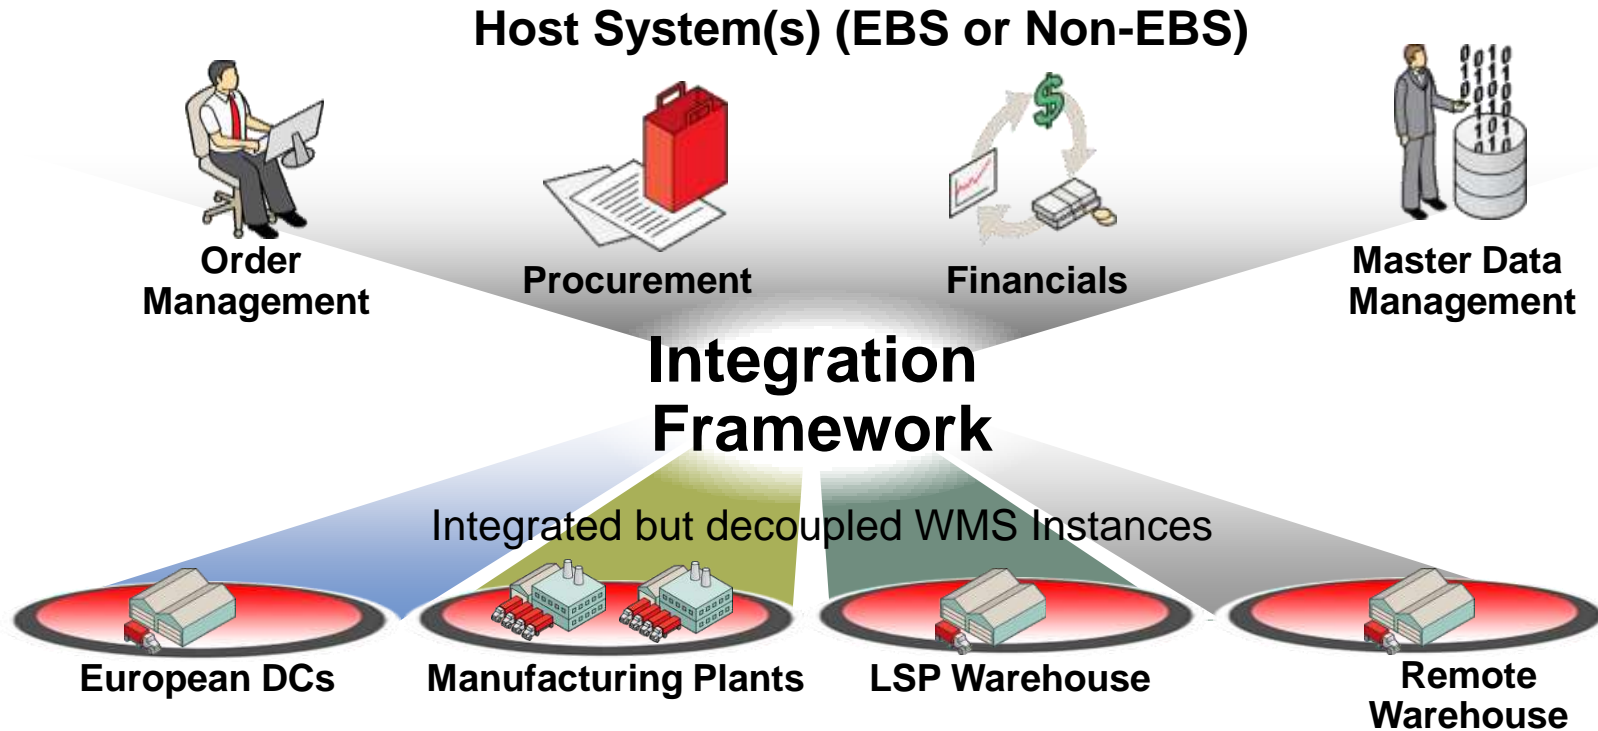 Host System(s) (EBS or Non-EBS)
Order
Management
Procurement
Financials
Master Data
Management
Integration
Framework
Integrated but decoupled WMS Instances
European DCs
Manufacturing Plants
LSP Warehouse
Remote
Warehouse